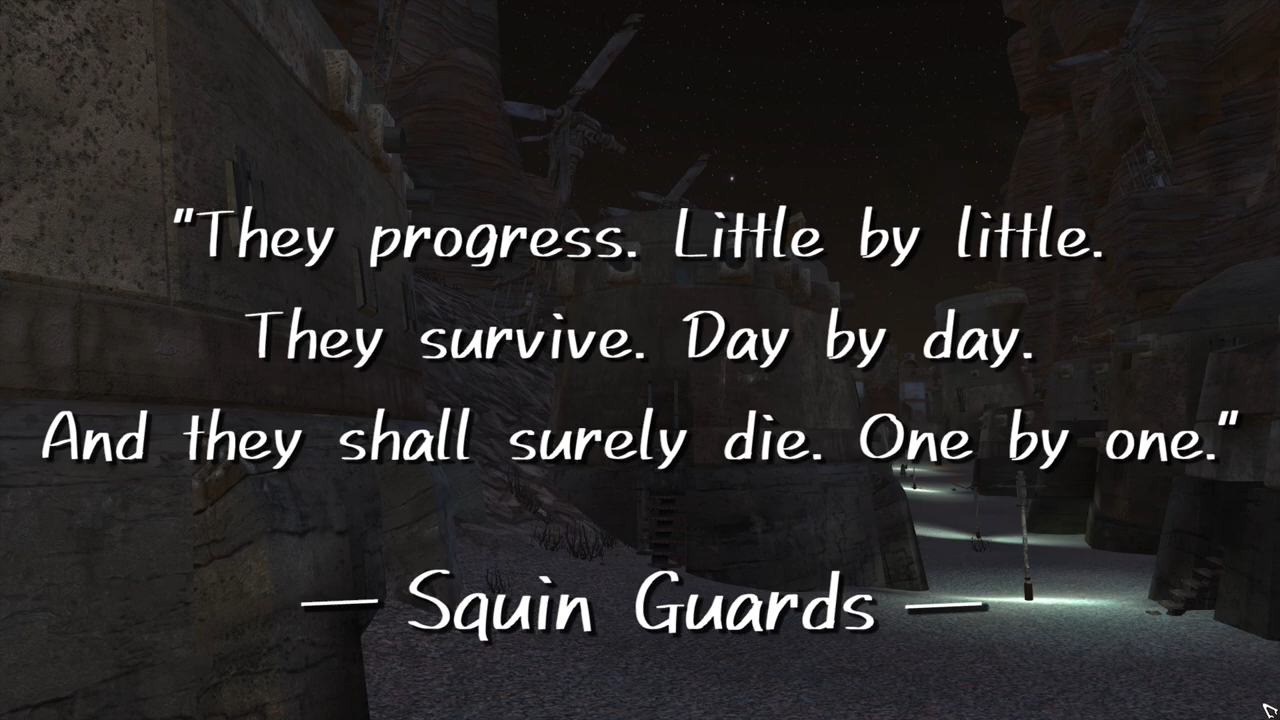 "They progress. Little by little.
They survive. Day by day.
And they shall surely die. One by one."
— Squin Guards —